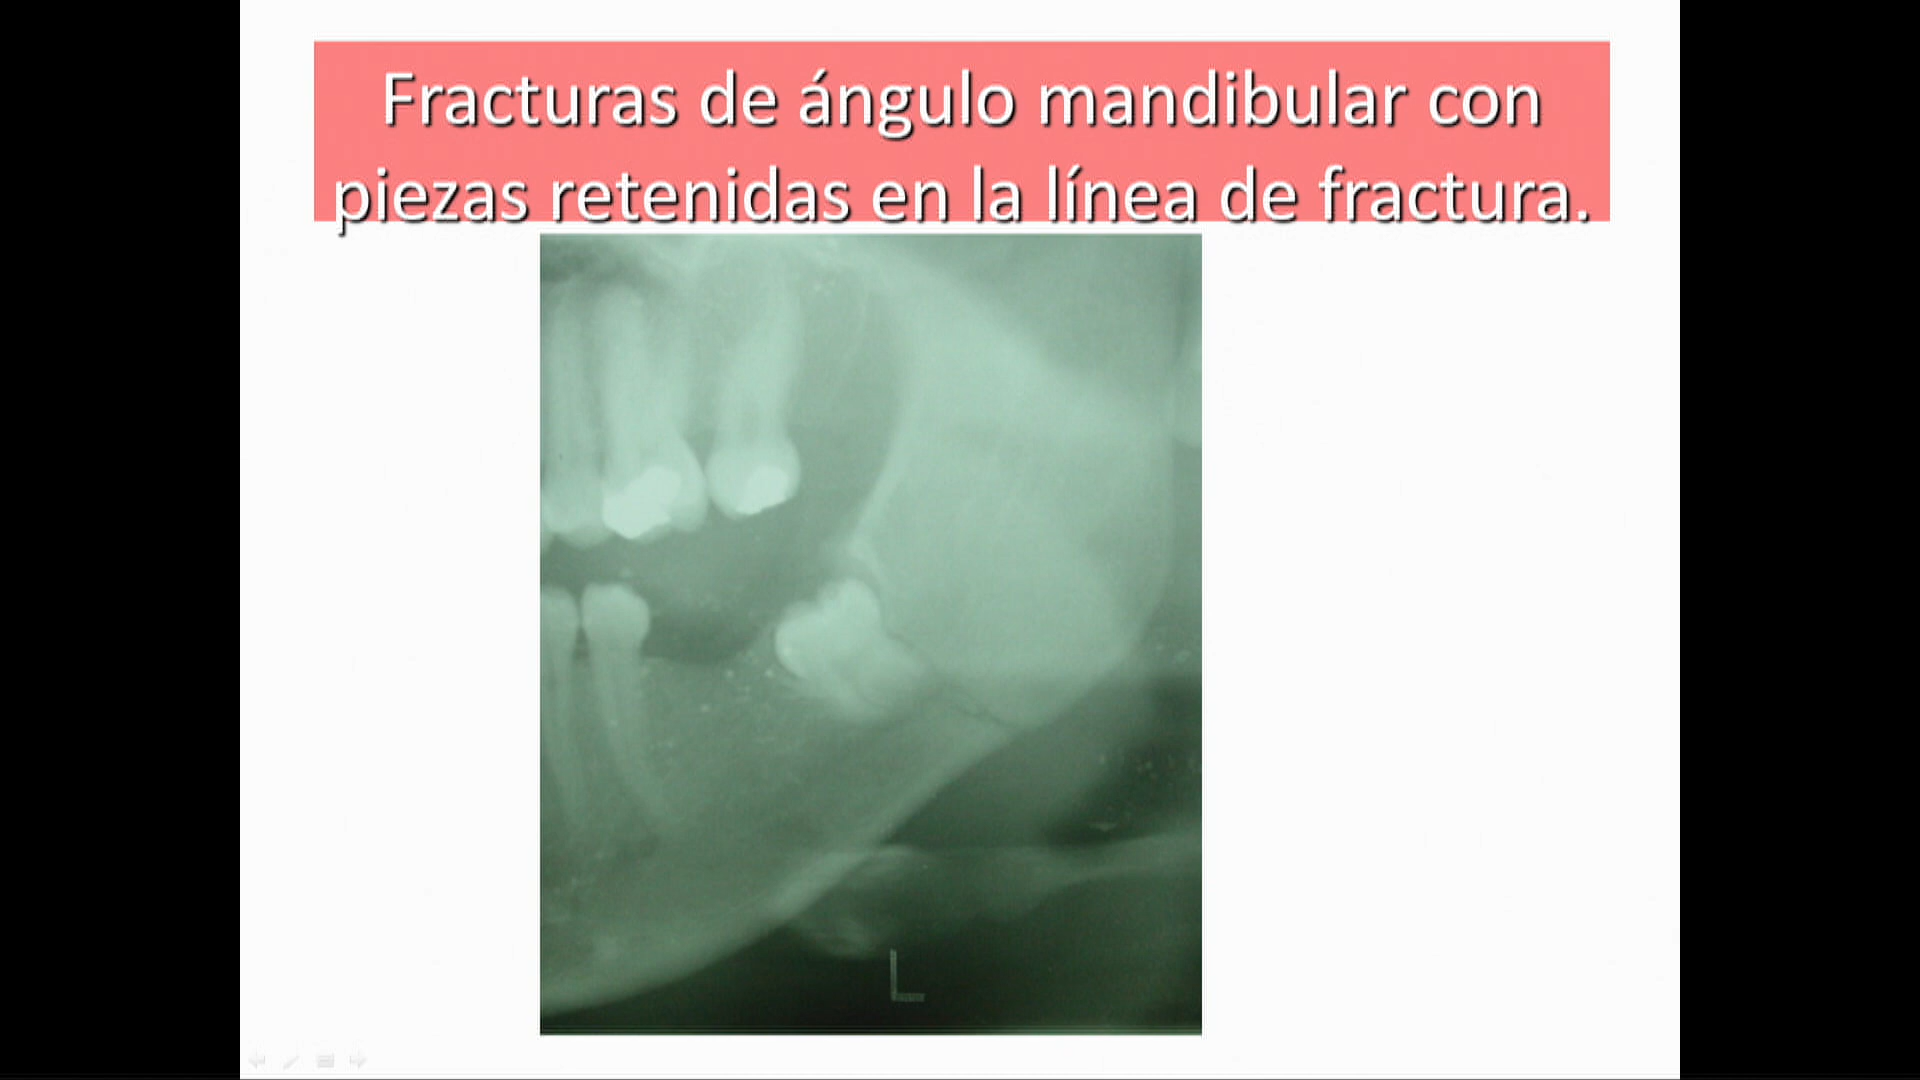 Fracturas de ángulo mandibular con
piezas retenidas en la línea de fractura.
L